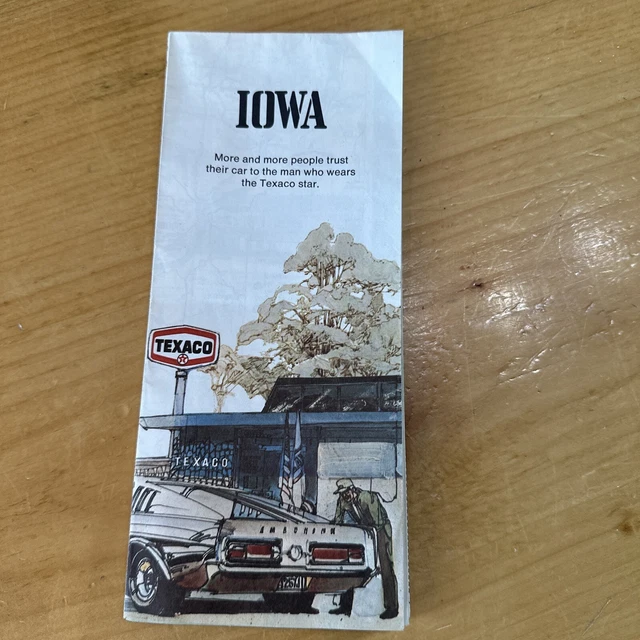 IOWA
More and more people trust
their car to the man who wears
the Texaco star.
TEXACO
TEXACO